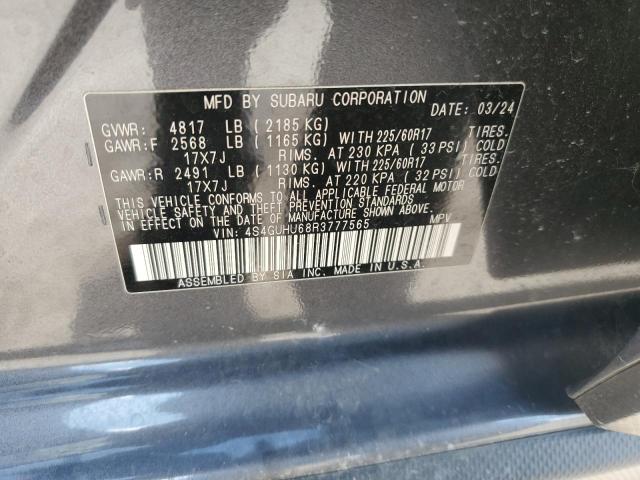 MFD BY SUBARU CORPORATION
DATE: 03/24
GVWR: 4817 LB ( 2185 KG)
GAWR:F 2568 LB ( 1165 KG) WITH 225/60R17 TIRES.
17X7J RIMS. AT 230 KPA ( 33 PSI) COLD
GAWR:R 2491 LB ( 1130 KG) WITH 225/60R17 TIRES.
17X7J RIMS. AT 220 KPA ( 32 PSI) COLD
THIS VEHICLE CONFORMS TO ALL APPLICABLE FEDERAL MOTOR
VEHICLE SAFETY AND THEFT PREVENTION STANDARDS
IN EFFECT ON THE DATE OF MANUFACTURE SHOWN ABOVE.
VIN: 4S4GUHU68R3777565 MPV
ASSEMBLED BY SIA INC. MADE IN U.S.A.